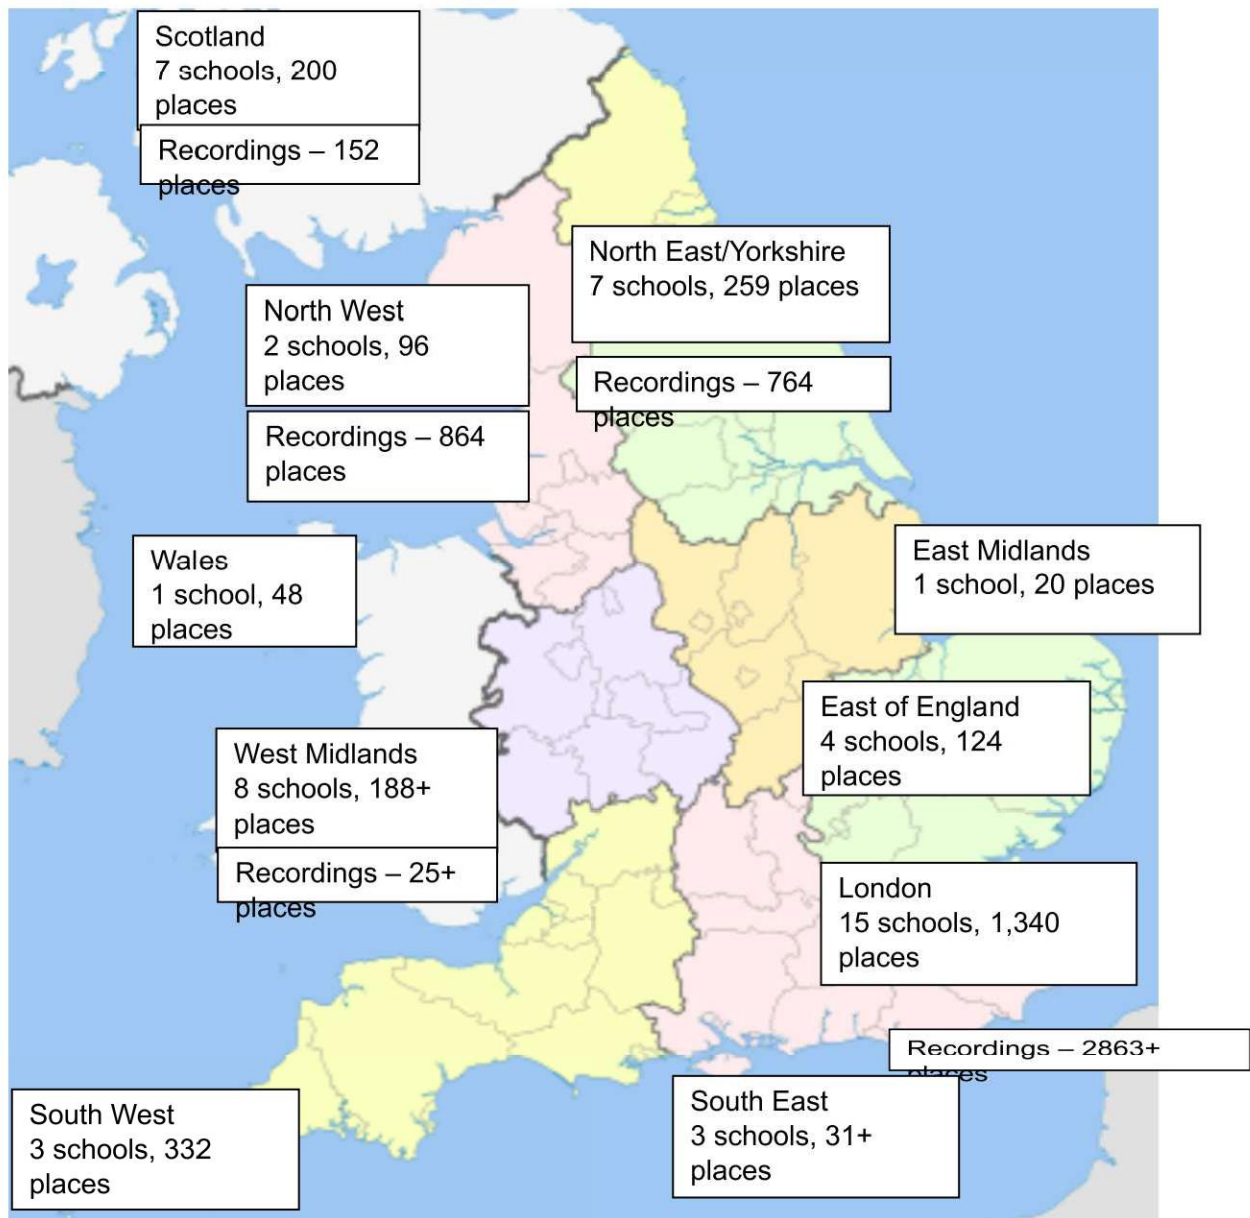 Scotland
7 schools, 200
places
Recordings – 152
places
North East/Yorkshire
7 schools, 259 places
North West
2 schools, 96
places
Recordings – 764
places
Recordings – 864
places
East Midlands
1 school, 20 places
Wales
1 school, 48
places
East of England
4 schools, 124
places
West Midlands
8 schools, 188+
places
Recordings – 25+
places
London
15 schools, 1,340
places
Recordings – 2863+
places
South East
3 schools, 31+
places
South West
3 schools, 332
places